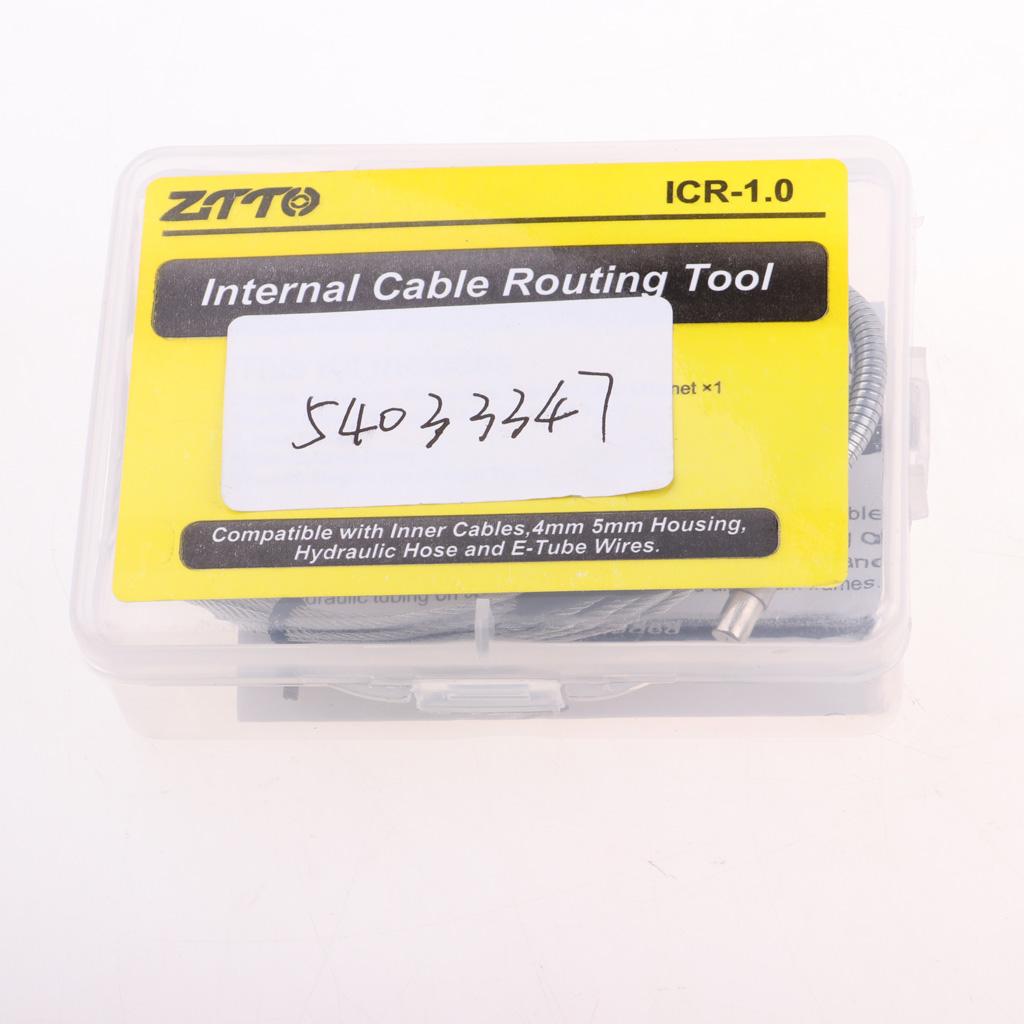 ZTTO
ICR-1.0
Internal Cable Routing Tool
×1
54033347
Compatible with Inner Cables,4mm 5mm Housing,
Hydraulic Hose and E-Tube Wires.